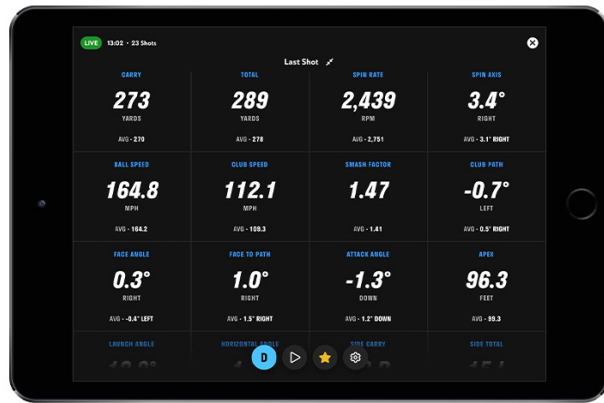 LIVE 13:02 • 23 Shots
Last Shot
CARRY TOTAL SPIN RATE SPIN AXIS
273 289 2,439 3.4°
YARDS YARDS RPM RIGHT
AVG - 270 AVG - 278 AVG - 2,751 AVG - 3.1° RIGHT
BALL SPEED CLUB SPEED SMASH FACTOR CLUB PATH
164.8 112.1 1.47 -0.7°
MPH MPH LEFT
AVG - 164.2 AVG - 109.3 AVG - 1.41 AVG - 0.5° RIGHT
FACE ANGLE FACE TO PATH ATTACK ANGLE APEX
0.3° 1.0° -1.3° 96.3
RIGHT RIGHT DOWN FEET
AVG - -0.4° LEFT AVG - 1.5° RIGHT AVG - 1.2° DOWN AVG - 99.3
LAUNCH ANGLE HORIZONTAL ANGLE SIDE CARRY SIDE TOTAL
D